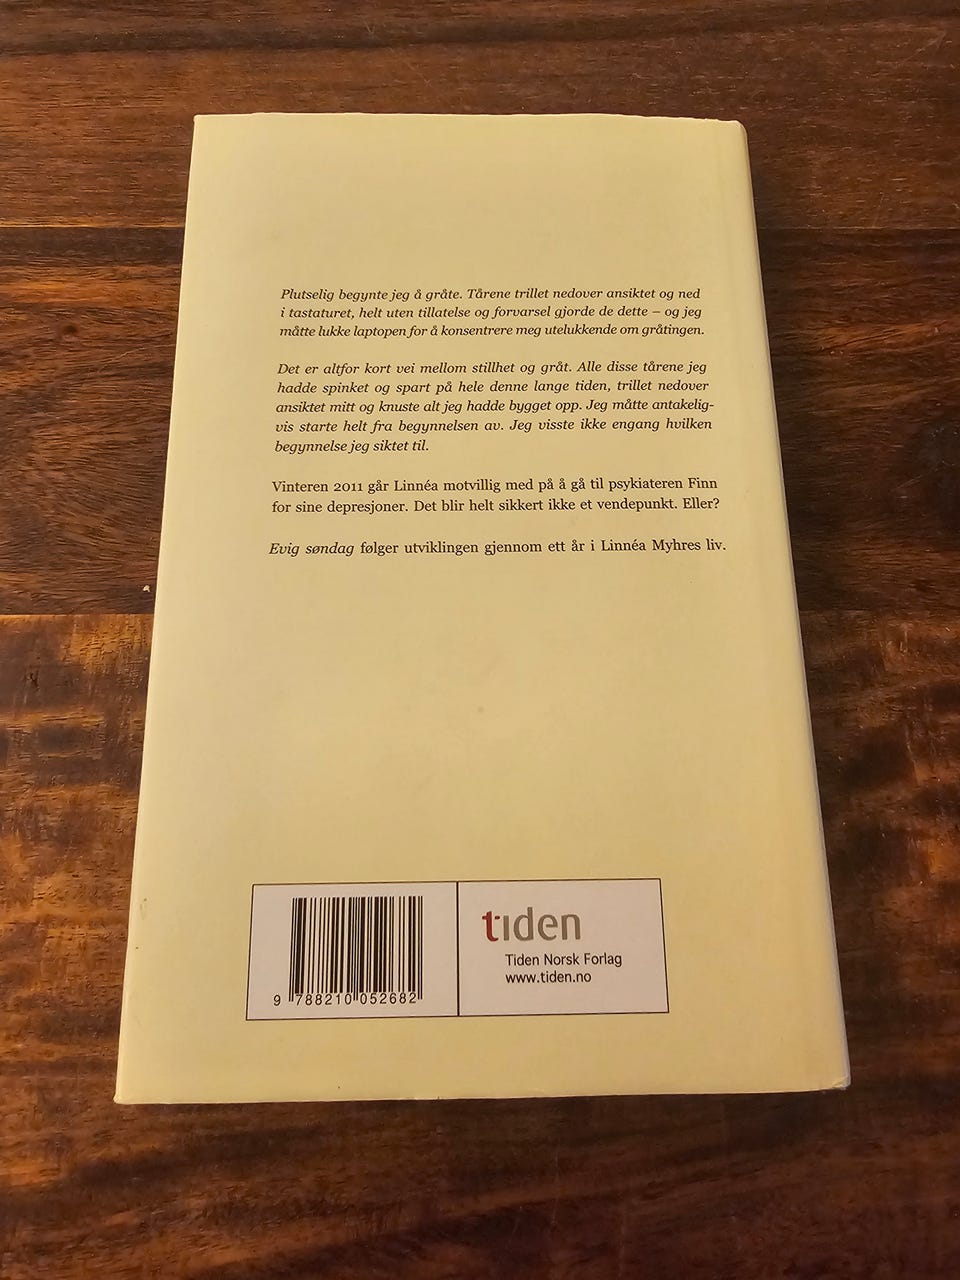 Plutselig begynte jeg å gråte. Tårene trillet nedover ansiktet og ned
i tastaturet, helt uten tillatelse og forvarsel gjorde de dette – og jeg
måtte lukke laptopen for å konsentrere meg utelukkende om gråtingen.
Det er altfor kort vei mellom stillhet og gråt. Alle disse tårene jeg
hadde spinket og spart på hele denne lange tiden, trillet nedover
ansiktet mitt og knuste alt jeg hadde bygget opp. Jeg måtte antakelig-
vis starte helt fra begynnelsen av. Jeg visste ikke engang hvilken
begynnelse jeg siktet til.
Vinteren 2011 går Linnéa motvillig med på å gå til psykiateren Finn
for sine depresjoner. Det blir helt sikkert ikke et vendepunkt. Eller?
Evig søndag følger utviklingen gjennom ett år i Linnéa Myhres liv.
9 788210 052682
tiden
Tiden Norsk Forlag
www.tiden.no